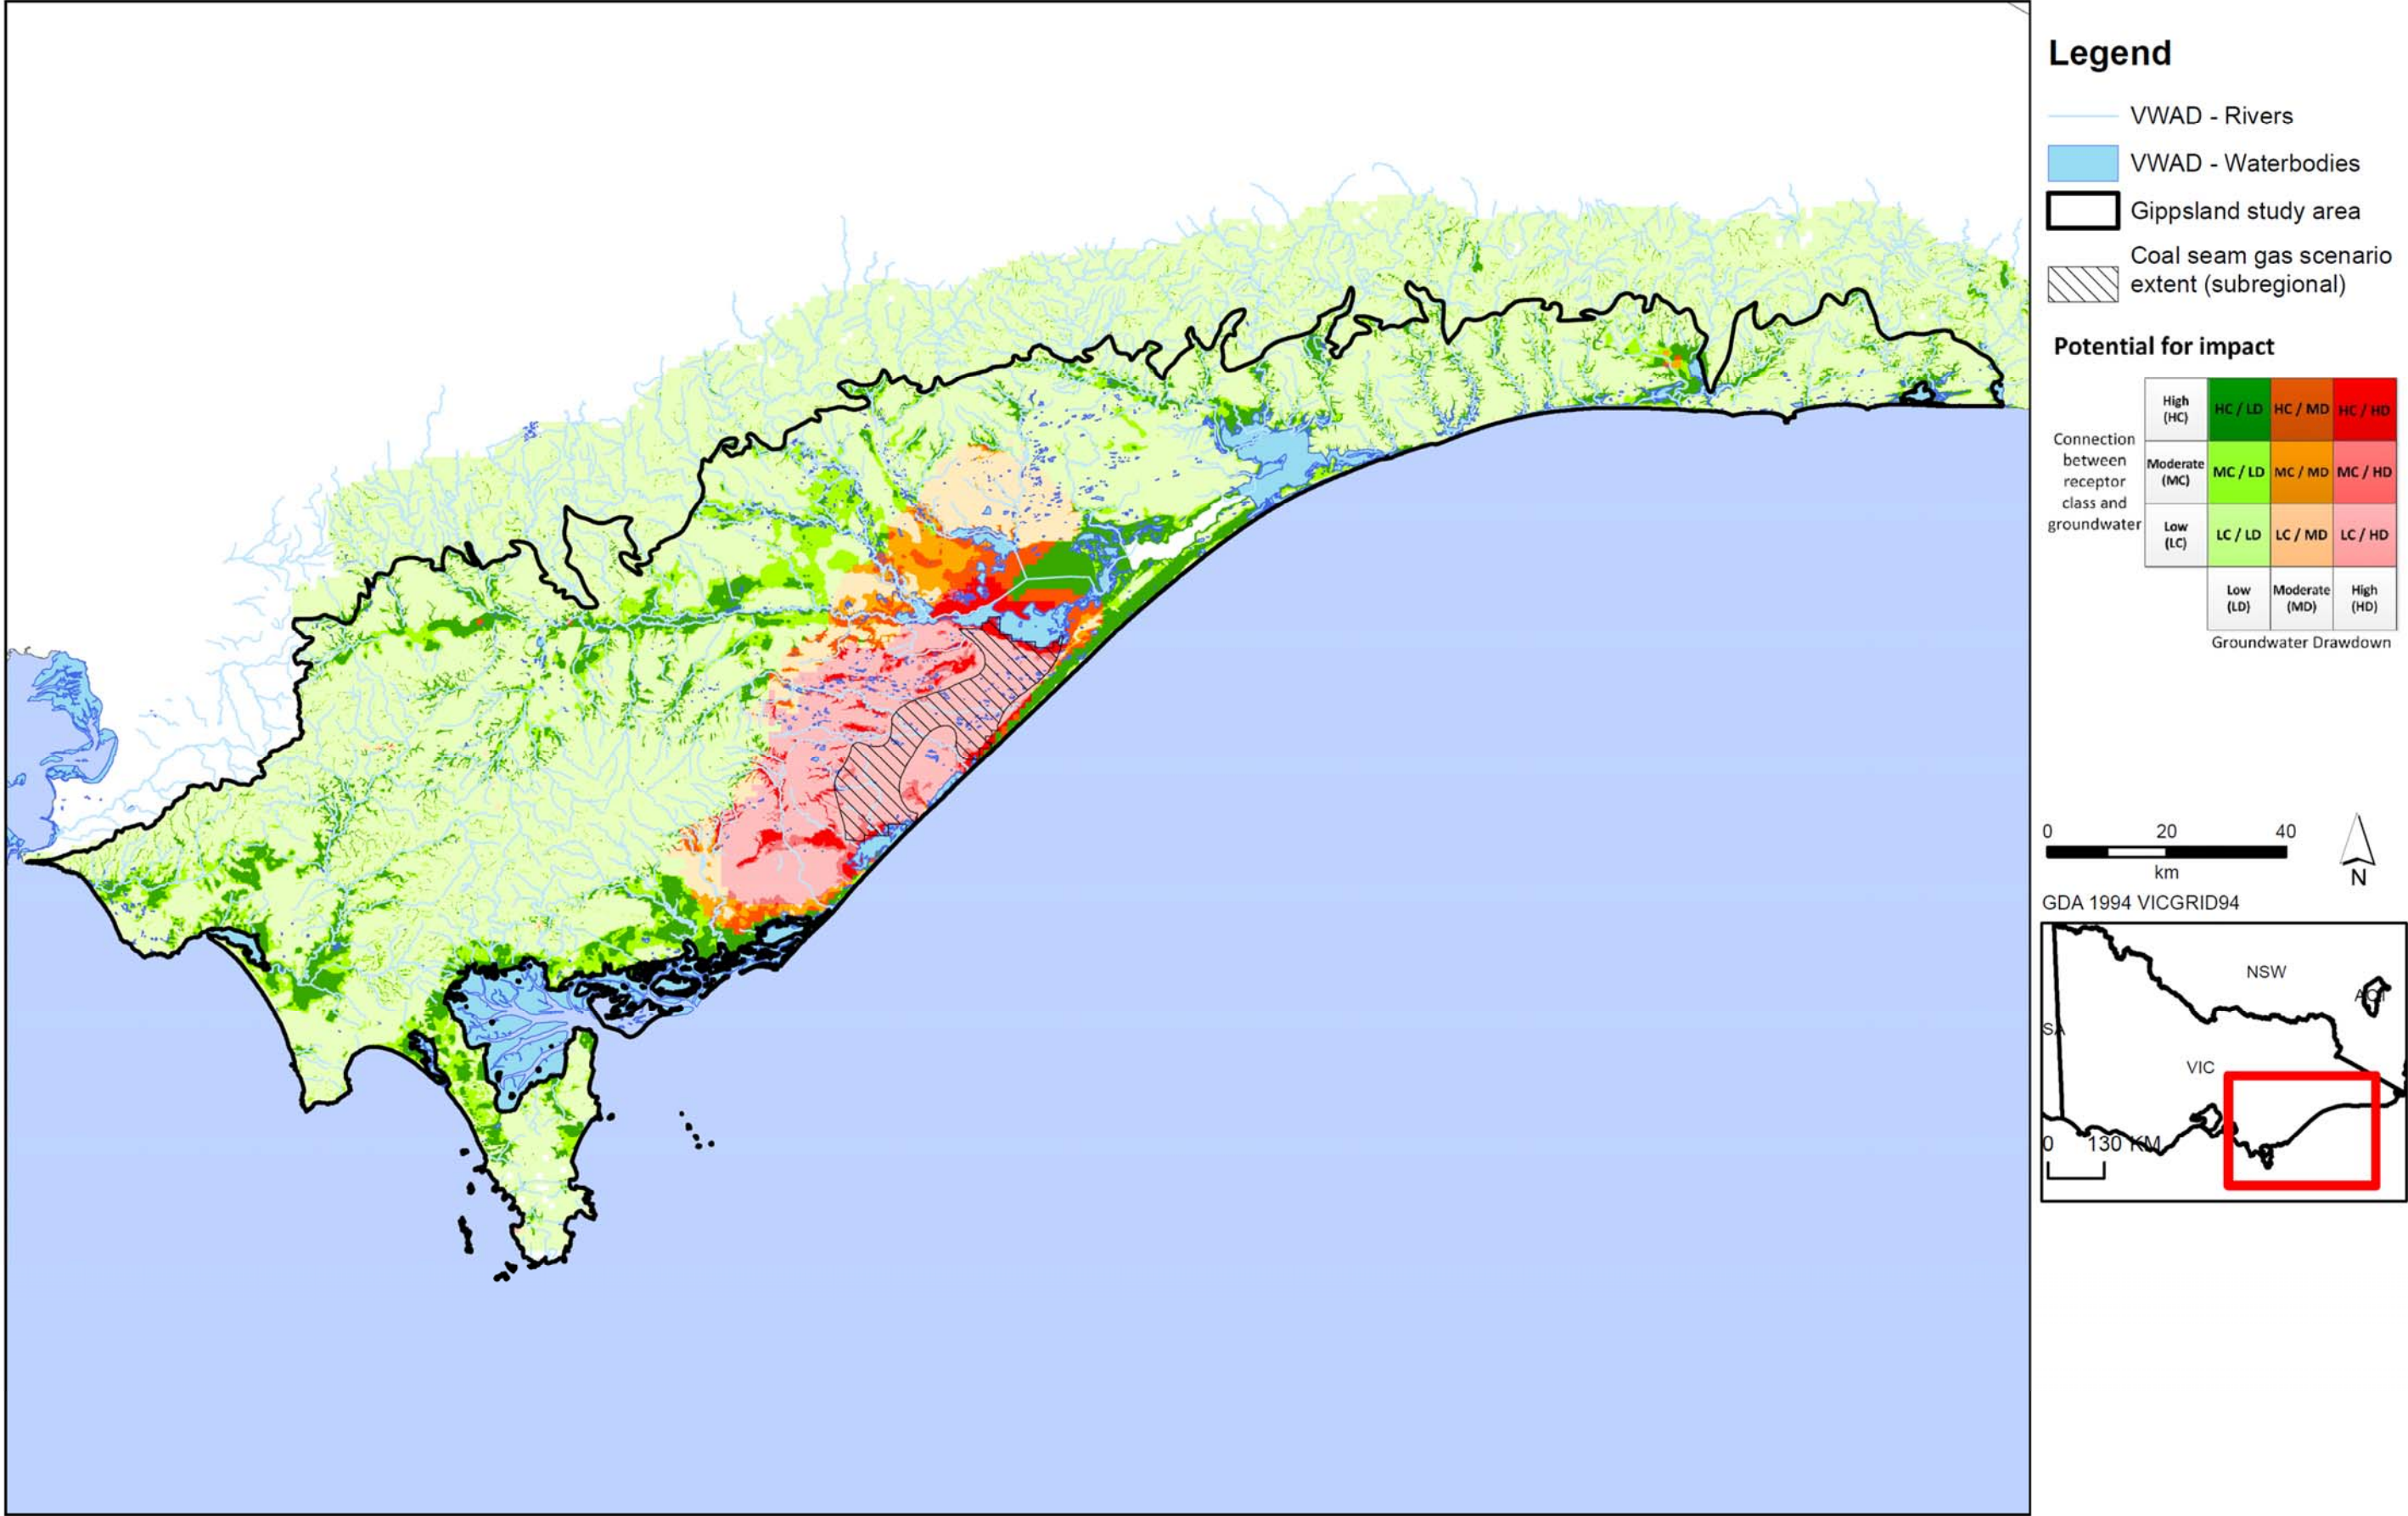 Legend
VWAD - Rivers
VWAD - Waterbodies
Gippsland study area
Coal seam gas scenario
extent (subregional)
Potential for impact
Connection
between
receptor
class and
groundwater
High
(HC)
HC / LD
HC / MD
HC / HD
Moderate
(MC)
MC / LD
MC / MD
MC / HD
Low
(LC)
LC / LD
LC / MD
LC / HD
Low
(LD)
Moderate
(MD)
High
(HD)
Groundwater Drawdown
0 20 40
km
N
GDA 1994 VICGRID94
NSW
ACT
SA
VIC
0 130 KM